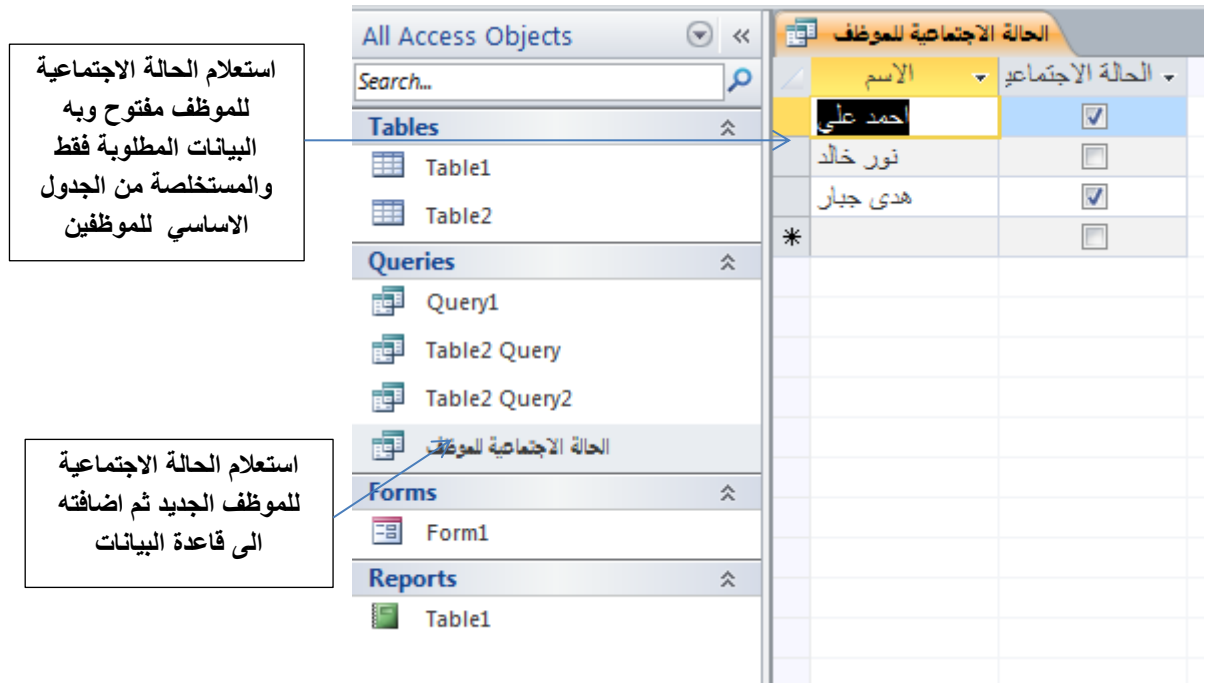 استعلام الحالة الاجتماعية
للموظف مفتوح وبه
البيانات المطلوبة فقط
والمستخلصة من الجدول
الاساسي للموظفين
استعلام الحالة الاجتماعية
للموظف الجديد ثم اضافته
الى قاعدة البيانات
All Access Objects
Search...
Tables
Table1
Table2
Queries
Query1
Table2 Query
Table2 Query2
الحالة الاجتماعية للموظف
Forms
Form1
Reports
Table1
الحالة الاجتماعية للموظف
الاسم الحالة الاجتماعي
احمد علي
نور خالد
هدى جبار